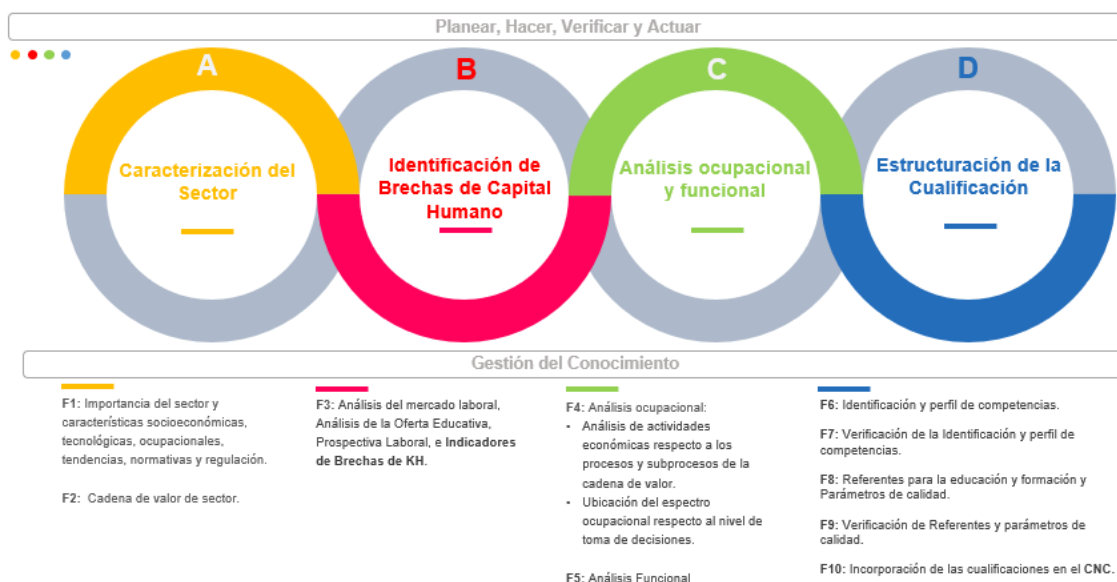 Planear, Hacer, Verificar y Actuar
A
B
C
D
Caracterización del
Sector
Identificación de
Brechas de Capital
Humano
Análisis ocupacional
y funcional
Estructuración de la
Cualificación
Gestión del Conocimiento
F1: Importancia del sector y
características socioeconómicas,
tecnológicas, ocupacionales,
tendencias, normativas y regulación.
F2: Cadena de valor de sector.
F3: Análisis del mercado laboral,
Análisis de la Oferta Educativa,
Prospectiva Laboral, e Indicadores
de Brechas de KH.
F4: Análisis ocupacional:
• Análisis de actividades
económicas respecto a los
procesos y subprocesos de la
cadena de valor.
• Ubicación del espectro
ocupacional respecto al nivel de
toma de decisiones.
F5: Análisis Funcional
F6: Identificación y perfil de competencias.
F7: Verificación de la Identificación y perfil de
competencias.
F8: Referentes para la educación y formación y
Parámetros de calidad.
F9: Verificación de Referentes y parámetros de
calidad.
F10: Incorporación de las cualificaciones en el CNC.